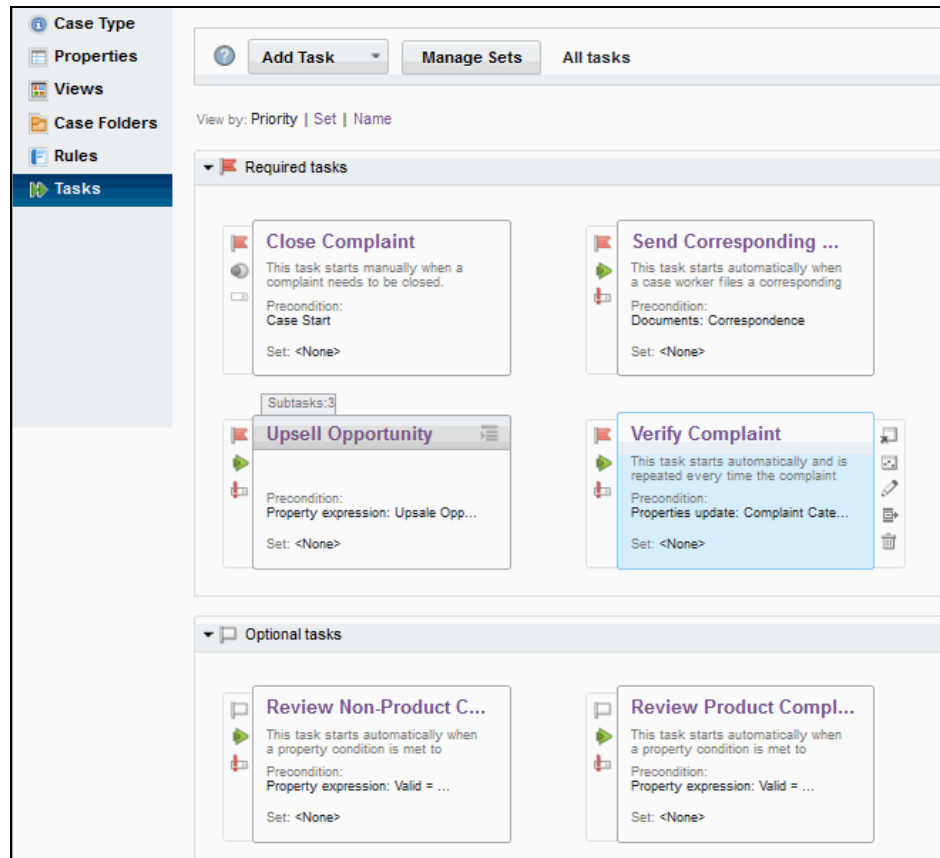 Case Type
Properties
Views
Case Folders
Rules
Tasks
Add Task
Manage Sets
All tasks
View by: Priority | Set | Name
Required tasks
Close Complaint
This task starts manually when a
complaint needs to be closed.
Precondition:
Case Start
Set: <None>
Send Corresponding ...
This task starts automatically when
a case worker files a corresponding
Precondition:
Documents: Correspondence
Set: <None>
Subtasks:3
Upsell Opportunity
Precondition:
Property expression: Upsale Opp...
Set: <None>
Verify Complaint
This task starts automatically and is
repeated every time the complaint
Precondition:
Properties update: Complaint Cate...
Set: <None>
Optional tasks
Review Non-Product C...
This task starts automatically when
a property condition is met to
Precondition:
Property expression: Valid = ...
Set: <None>
Review Product Compl...
This task starts automatically when
a property condition is met to
Precondition:
Property expression: Valid = ...
Set: <None>